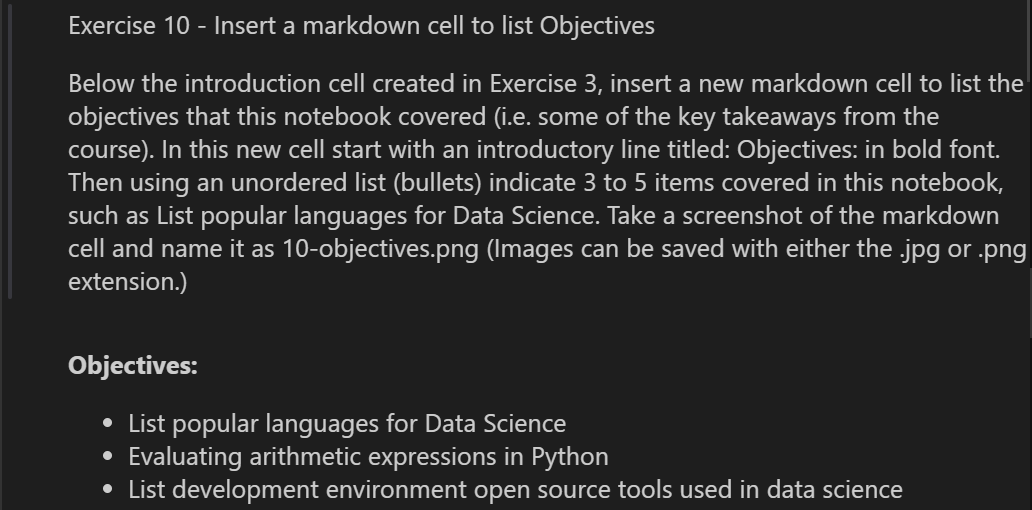 Exercise 10 - Insert a markdown cell to list Objectives
Below the introduction cell created in Exercise 3, insert a new markdown cell to list the
objectives that this notebook covered (i.e. some of the key takeaways from the
course). In this new cell start with an introductory line titled: Objectives: in bold font.
Then using an unordered list (bullets) indicate 3 to 5 items covered in this notebook,
such as List popular languages for Data Science. Take a screenshot of the markdown
cell and name it as 10-objectives.png (Images can be saved with either the .jpg or .png
extension.)
Objectives:
• List popular languages for Data Science
• Evaluating arithmetic expressions in Python
• List development environment open source tools used in data science